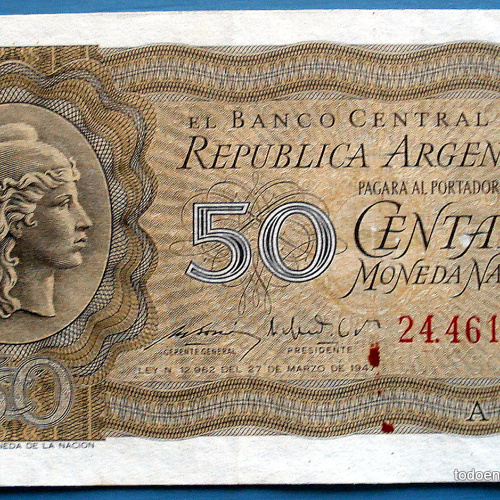 EL BANCO CENTRAL
REPUBLICA ARGEN
PAGARA AL PORTADOR
50 CENTA
MONEDA NA
24.461
GERENTE GENERAL PRESIDENTE
LEY N 12.962 DEL 27 DE MARZO DE 1947
50
A
NEDA DE LA NACION
todoen